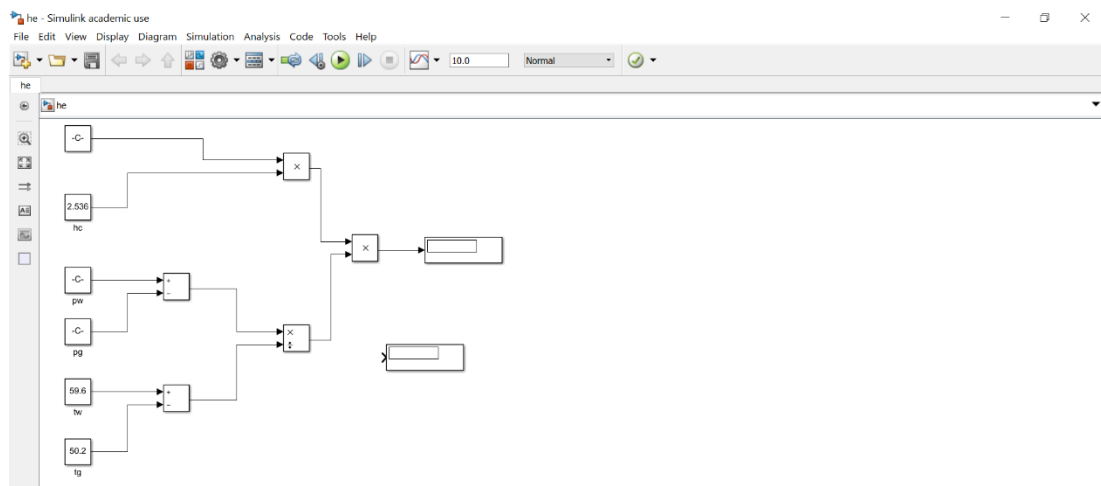 he - Simulink academic use
File Edit View Display Diagram Simulation Analysis Code Tools Help
10.0 Normal
he
he
-C-
×
2.536
hc
×
-C-
pw
+
−
-C-
pg
×
÷
59.6
tw
+
−
50.2
tg